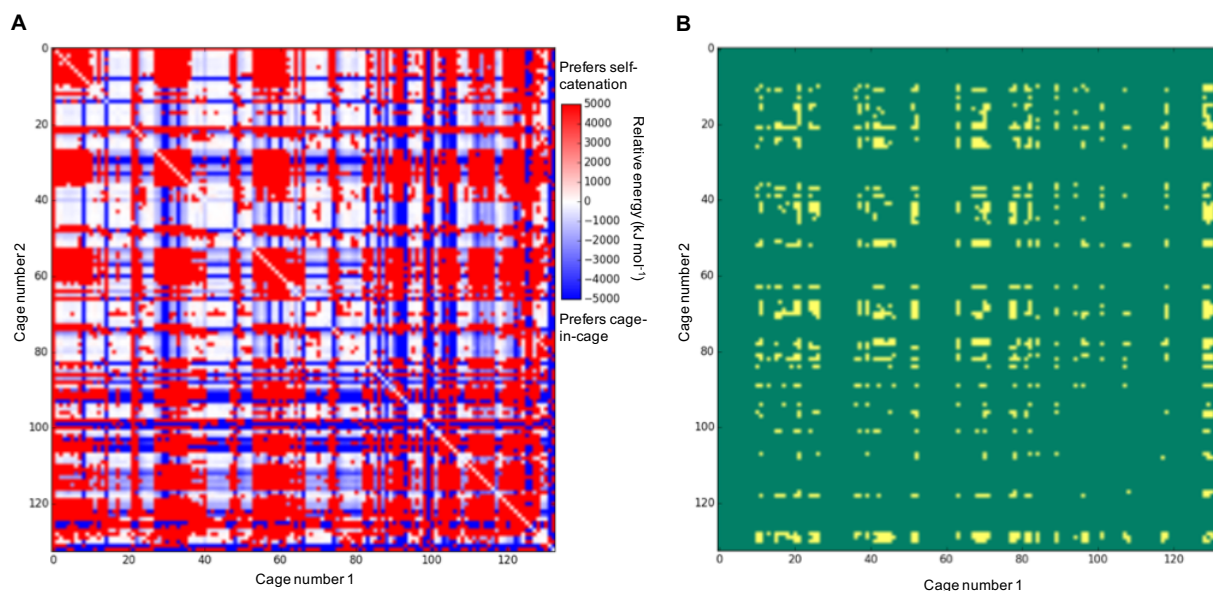 A
0
20
40
60
80
100
120
Cage number 2
0 20 40 60 80 100 120
Cage number 1
Prefers self-
catenation
5000
4000
3000
2000
1000
0
−1000
−2000
−3000
−4000
−5000
Relative energy (kJ mol-1)
Prefers cage-
in-cage
B
0
20
40
60
80
100
120
Cage number 2
0 20 40 60 80 100 120
Cage number 1